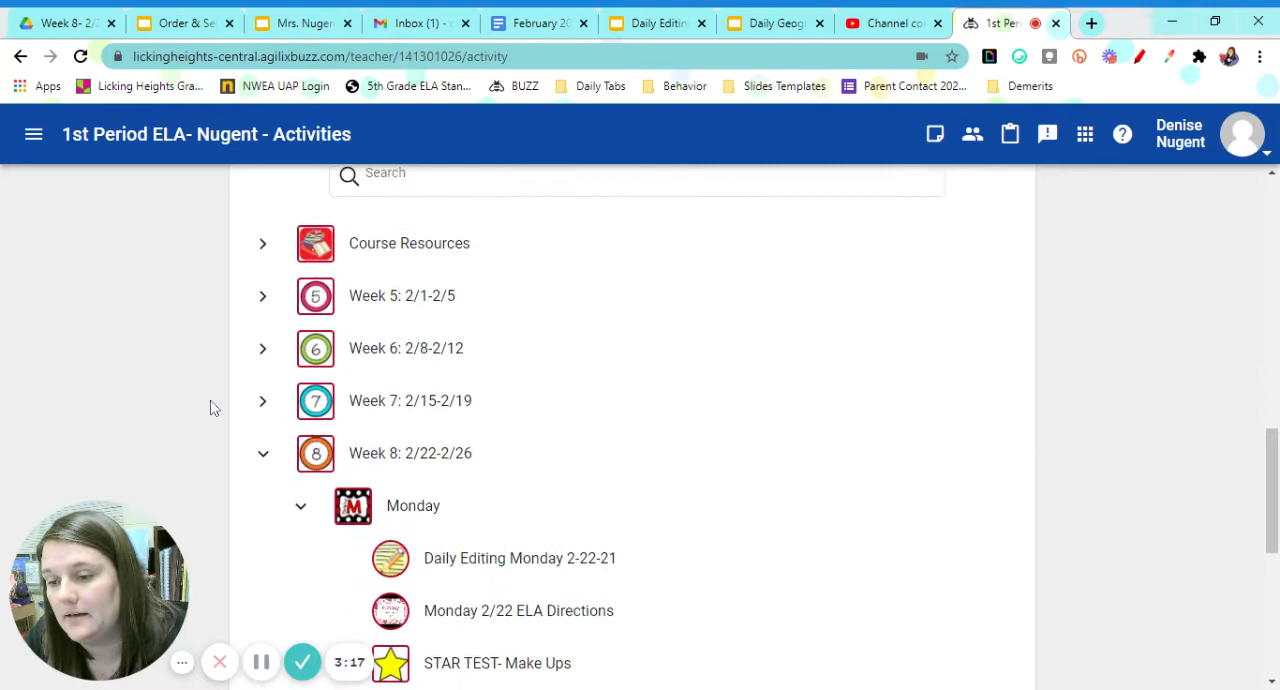 Week 8- 2/ Order & Se Mrs. Nugen Inbox (1) - Februrary 20 Daily Editin Daily Geog Channel co 1st Per
lickingheights-central.agilixbuzz.com/teacher/141301026/activity
Apps Licking Heights Gra... NWEA UAP Login 5th Grade ELA Stan... BUZZ Daily Tabs Behavior Slides Templates Parent Contact 202... Demerits
1st Period ELA- Nugent - Activities Denise
Nugent
Search
Course Resources
5 Week 5: 2/1-2/5
6 Week 6: 2/8-2/12
7 Week 7: 2/15-2/19
8 Week 8: 2/22-2/26
M Monday
Daily Editing Monday 2-22-21
Monday 2/22 ELA Directions
3:17 STAR TEST- Make Ups